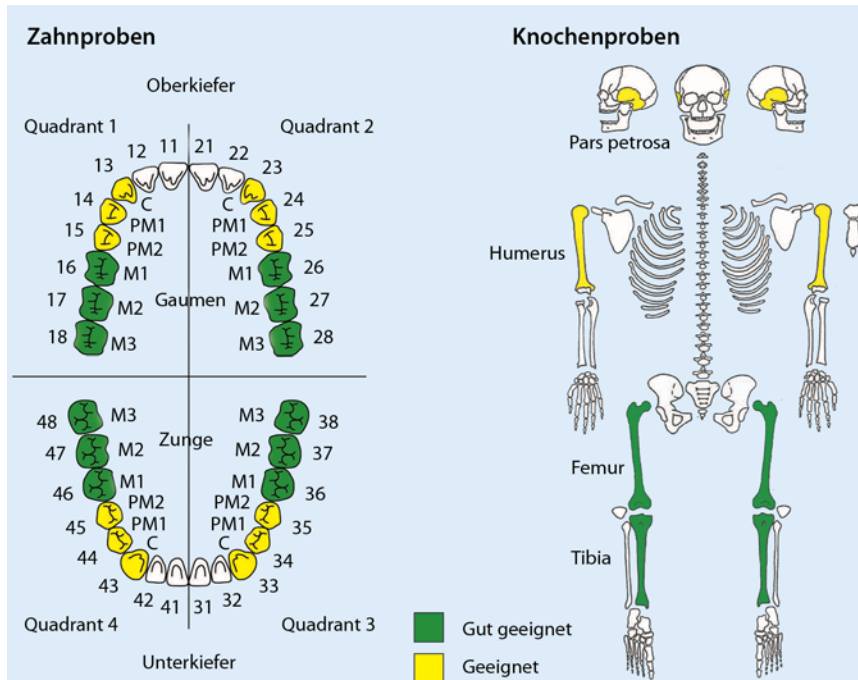 Zahnproben
Oberkiefer
Quadrant 1
Quadrant 2
11
21
12
22
13
23
C
C
14
24
PM1
PM1
15
25
PM2
PM2
16
M1
M1
26
17
M2
Gaumen
M2
27
18
M3
M3
28
48
M3
Zunge
M3
38
47
M2
M2
37
46
M1
M1
36
PM2
PM2
45
35
PM1
PM1
44
C
C
34
43
33
42
41
31
32
Quadrant 4
Quadrant 3
Unterkiefer
Knochenproben
Pars petrosa
Humerus
Femur
Tibia
Gut geeignet
Geeignet